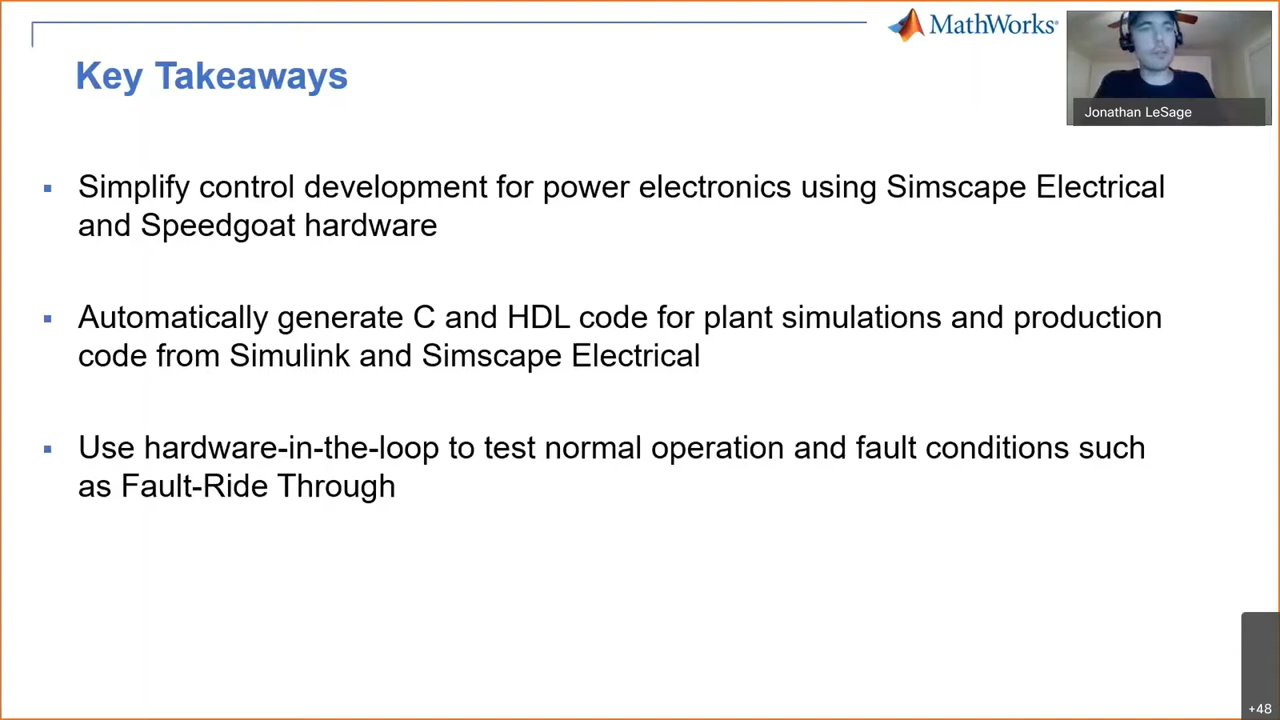 MathWorks®
Jonathan LeSage
Key Takeaways
▪ Simplify control development for power electronics using Simscape Electrical
and Speedgoat hardware
▪ Automatically generate C and HDL code for plant simulations and production
code from Simulink and Simscape Electrical
▪ Use hardware-in-the-loop to test normal operation and fault conditions such
as Fault-Ride Through
+48